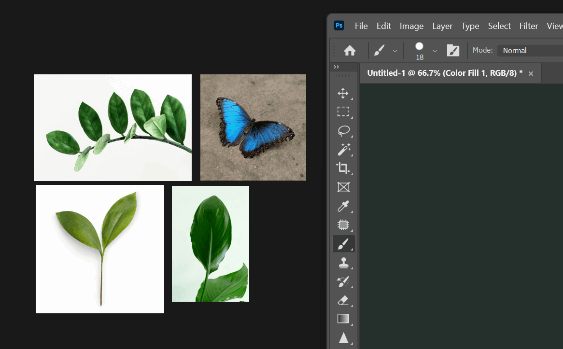 Ps File Edit Image Layer Type Select Filter View
18 Mode: Normal
Untitled-1 @ 66.7% (Color Fill 1, RGB/8) * ×